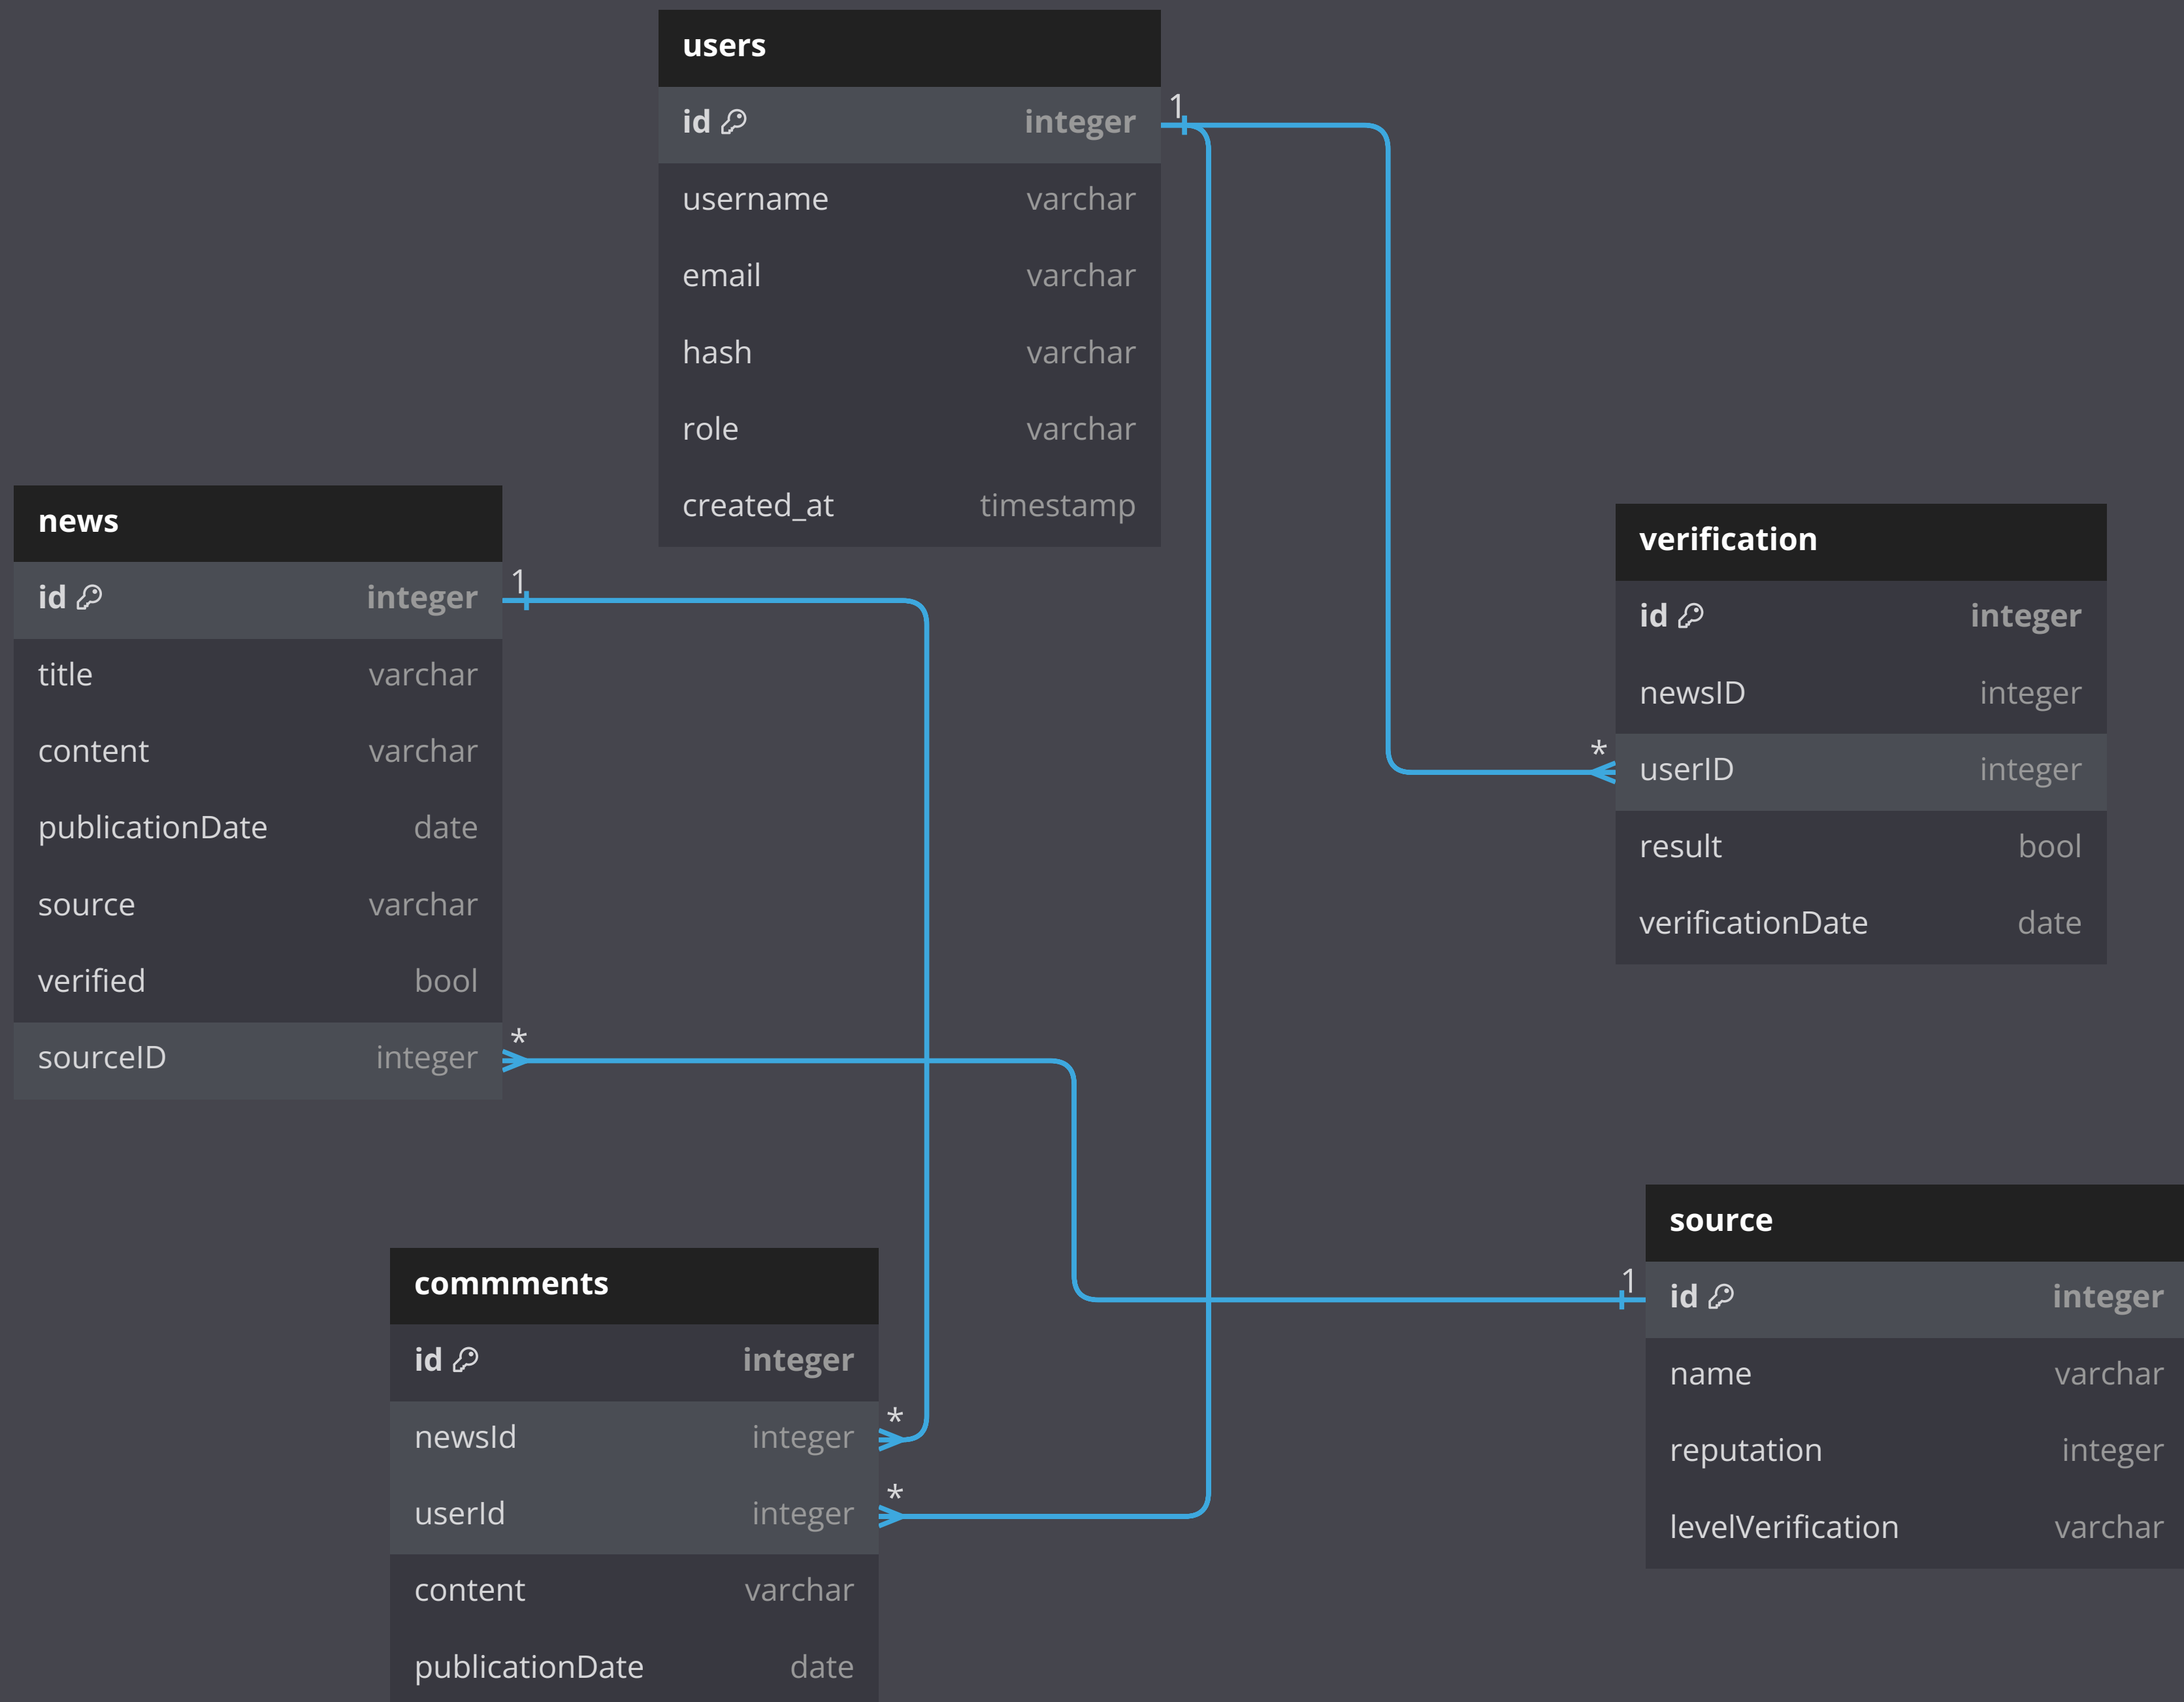 users
id integer
username varchar
email varchar
hash varchar
role varchar
created_at timestamp
1
news
id integer
title varchar
content varchar
publicationDate date
source varchar
verified bool
sourceID integer
1
*
verification
id integer
newsID integer
userID integer
result bool
verificationDate date
*
commments
id integer
newsId integer
userId integer
content varchar
publicationDate date
*
*
source
id integer
name varchar
reputation integer
levelVerification varchar
1